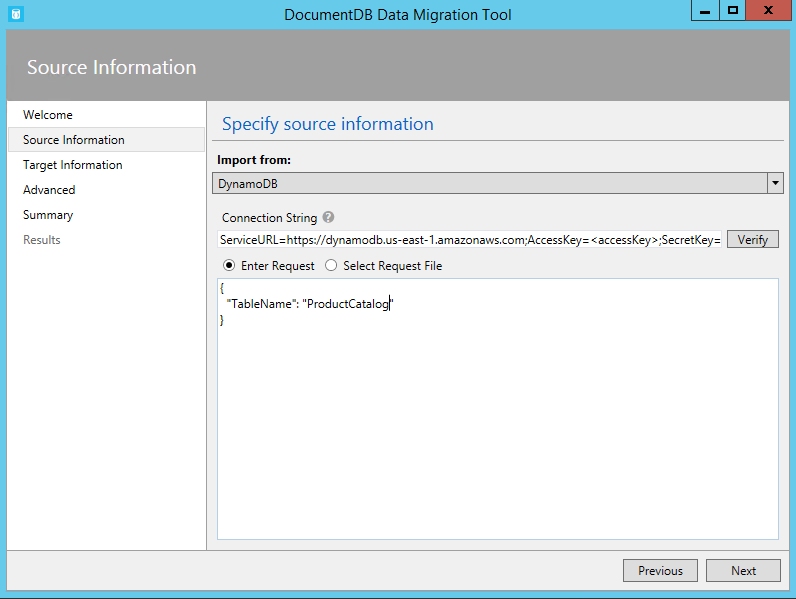 DocumentDB Data Migration Tool
Source Information
Welcome
Source Information
Target Information
Advanced
Summary
Results
Specify source information
Import from:
DynamoDB
Connection String ?
ServiceURL=https://dynamodb.us-east-1.amazonaws.com;AccessKey=<accessKey>;SecretKey=
Verify
Enter Request
Select Request File
{
"TableName": "ProductCatalog"
}
Previous
Next